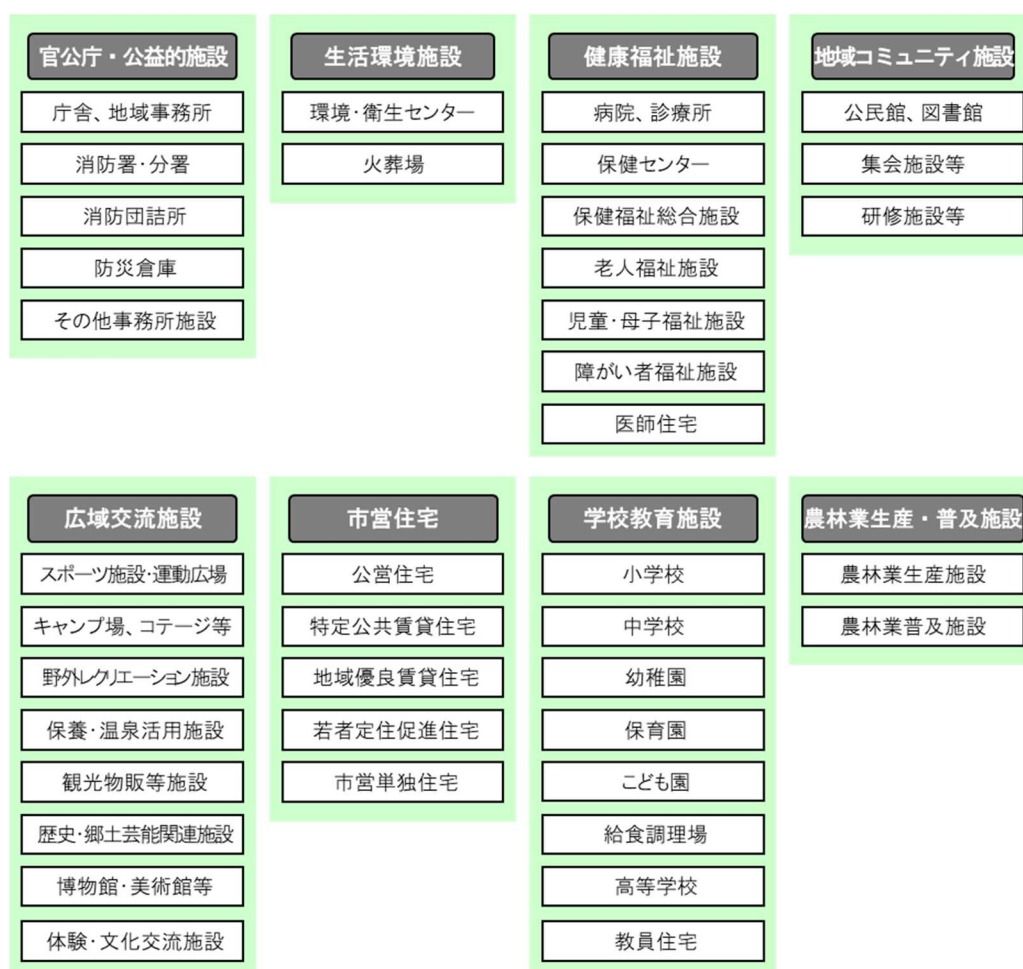 官公庁・公益的施設
庁舎、地域事務所
消防署･分署
消防団詰所
防災倉庫
その他事務所施設
生活環境施設
環境･衛生センター
火葬場
健康福祉施設
病院、診療所
保健センター
保健福祉総合施設
老人福祉施設
児童･母子福祉施設
障がい者福祉施設
医師住宅
地域コミュニティ施設
公民館、図書館
集会施設等
研修施設等
広域交流施設
スポーツ施設･運動広場
キャンプ場、コテージ等
野外レクリエーション施設
保養･温泉活用施設
観光物販等施設
歴史･郷土芸能関連施設
博物館･美術館等
体験･文化交流施設
市営住宅
公営住宅
特定公共賃貸住宅
地域優良賃貸住宅
若者定住促進住宅
市営単独住宅
学校教育施設
小学校
中学校
幼稚園
保育園
こども園
給食調理場
高等学校
教員住宅
農林業生産・普及施設
農林業生産施設
農林業普及施設